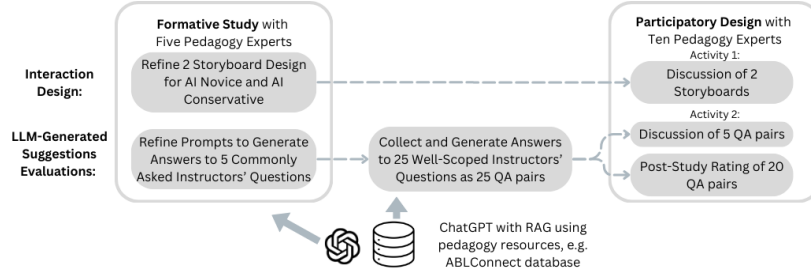 Formative Study with
Five Pedagogy Experts
Participatory Design with
Ten Pedagogy Experts
Activity 1:
Interaction
Design:
Refine 2 Storyboard Design
for AI Novice and AI
Conservative
Discussion of 2
Storyboards
Activity 2:
LLM-Generated
Suggestions
Evaluations:
Refine Prompts to Generate
Answers to 5 Commonly
Asked Instructors' Questions
Collect and Generate Answers
to 25 Well-Scoped Instructors'
Questions as 25 QA pairs
Discussion of 5 QA pairs
Post-Study Rating of 20
QA pairs
ChatGPT with RAG using
pedagogy resources, e.g.
ABLConnect database